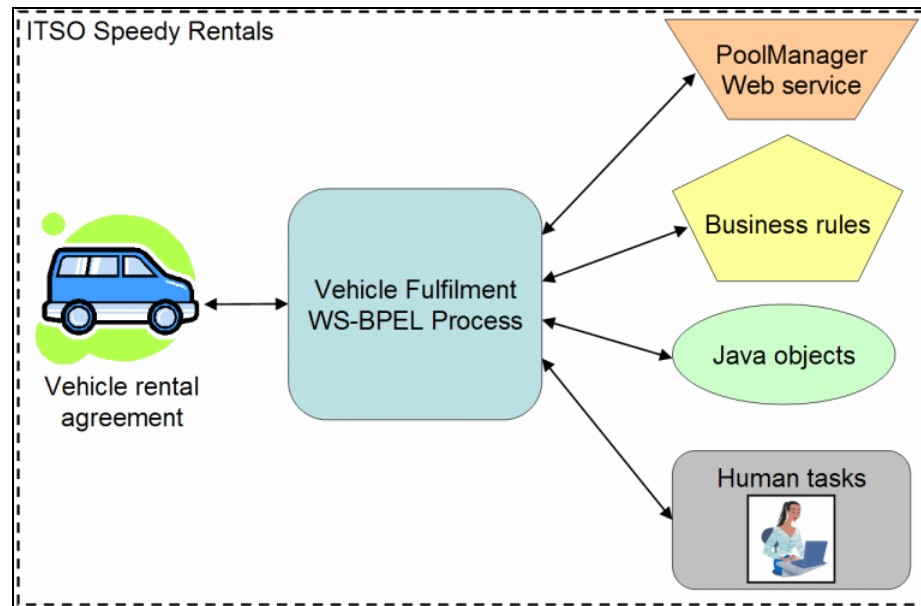 ITSO Speedy Rentals
PoolManager
Web service
Business rules
Vehicle Fulfilment
WS-BPEL Process
Java objects
Vehicle rental
agreement
Human tasks